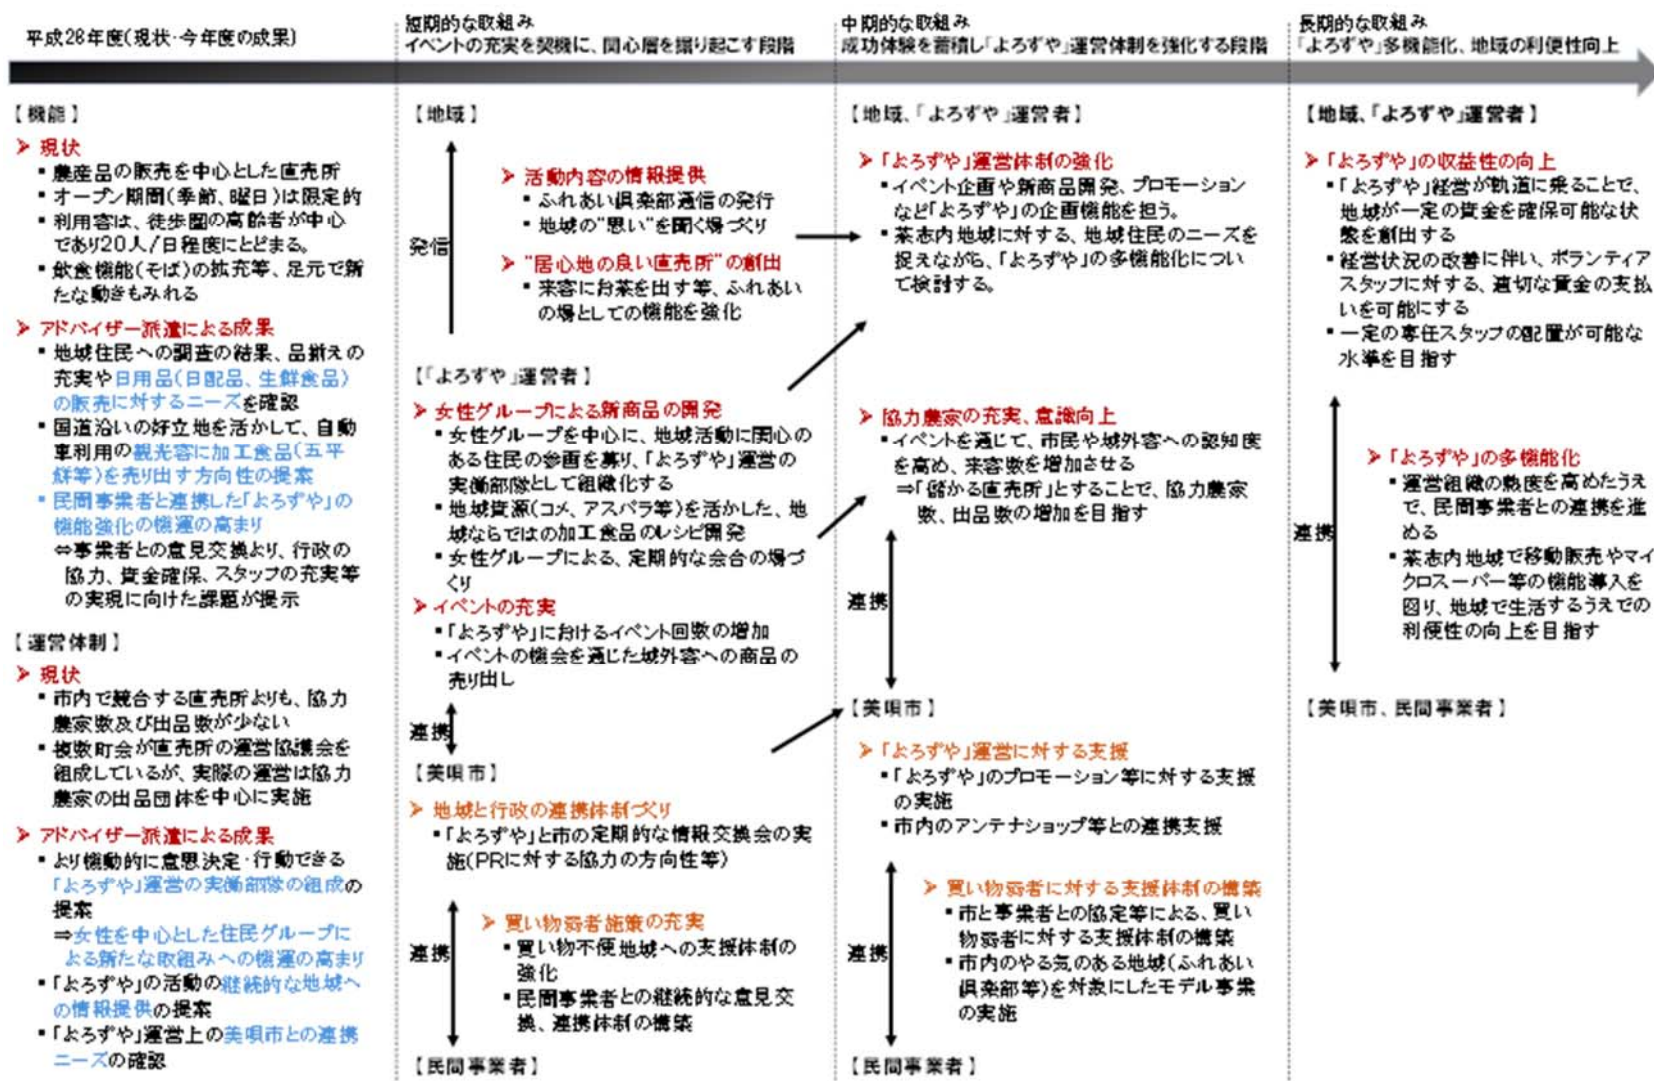 平成28年度(現状・今年度の成果)
【機能】
➤ 現状
▪ 農産品の販売を中心とした直売所
▪ オープン期間(季節、曜日)は限定的
▪ 利用客は、徒歩圏の高齢者が中心
であり20人/日程度にとどまる。
▪ 飲食機能(そば)の拡充等、足元で新
たな動きもみれる
➤ アドバイザー派遣による成果
▪ 地域住民への調査の結果、品揃えの
充実や日用品(日配品、生鮮食品)
の販売に対するニーズを確認
▪ 国道沿いの好立地を活かして、自動
車利用の観光客に加工食品(五平
餅等)を売り出す方向性の提案
▪ 民間事業者と連携した「よろずや」の
機能強化の機運の高まり
⇔事業者との意見交換より、行政の
協力、資金確保、スタッフの充実等
の実現に向けた課題が提示
【運営体制】
➤ 現状
▪ 市内で競合する直売所よりも、協力
農家数及び出品数が少ない
▪ 複数町会が直売所の運営協議会を
組成しているが、実際の運営は協力
農家の出品団体を中心に実施
➤ アドバイザー派遣による成果
▪ より機動的に意思決定・行動できる
「よろずや」運営の実働部隊の組成の
提案
⇒女性を中心とした住民グループに
よる新たな取組みへの機運の高まり
▪ 「よろずや」の活動の継続的な地域へ
の情報提供の提案
▪ 「よろずや」運営上の美唄市との連携
ニーズの確認
短期的な取組み
イベントの充実を契機に、関心層を掘り起こす段階
【地域】
発信
➤ 活動内容の情報提供
▪ ふれあい倶楽部通信の発行
▪ 地域の“思い”を聞く場づくり
➤ “居心地の良い直売所”の創出
▪ 来客にお茶を出す等、ふれあい
の場としての機能を強化
【「よろずや」運営者】
➤ 女性グループによる新商品の開発
▪ 女性グループを中心に、地域活動に関心の
ある住民の参画を募り、「よろずや」運営の
実働部隊として組織化する
▪ 地域資源(コメ、アスパラ等)を活かした、地
域ならではの加工食品のレシピ開発
▪ 女性グループによる、定期的な会合の場づ
くり
➤ イベントの充実
▪ 「よろずや」におけるイベント回数の増加
▪ イベントの機会を通じた域外客への商品の
売り出し
連携
【美唄市】
➤ 地域と行政の連携体制づくり
▪ 「よろずや」と市の定期的な情報交換会の実
施(PRに対する協力の方向性等)
連携
➤ 買い物弱者施策の充実
▪ 買い物不便地域への支援体制の
強化
▪ 民間事業者との継続的な意見交
換、連携体制の構築
【民間事業者】
中期的な取組み
成功体験を蓄積し「よろずや」運営体制を強化する段階
【地域、「よろずや」運営者】
➤ 「よろずや」運営体制の強化
▪ イベント企画や新商品開発、プロモーション
など「よろずや」の企画機能を担う。
▪ 茶志内地域に対する、地域住民のニーズを
捉えながら、「よろずや」の多機能化につい
て検討する。
➤ 協力農家の充実、意識向上
▪ イベントを通じて、市民や域外客への認知度
を高め、来客数を増加させる
⇒「儲かる直売所」とすることで、協力農家
数、出品数の増加を目指す
連携
【美唄市】
➤ 「よろずや」運営に対する支援
▪ 「よろずや」のプロモーション等に対する支援
の実施
▪ 市内のアンテナショップ等との連携支援
連携
➤ 買い物弱者に対する支援体制の構築
▪ 市と事業者との協定等による、買い
物弱者に対する支援体制の構築
▪ 市内のやる気のある地域(ふれあい
倶楽部等)を対象にしたモデル事業
の実施
【民間事業者】
長期的な取組み
「よろずや」多機能化、地域の利便性向上
【地域、「よろずや」運営者】
➤ 「よろずや」の収益性の向上
▪ 「よろずや」経営が軌道に乗ることで、
地域が一定の資金を確保可能な状
態を創出する
▪ 経営状況の改善に伴い、ボランティア
スタッフに対する、適切な賃金の支払
いを可能にする
▪ 一定の専任スタッフの配置が可能な
水準を目指す
連携
➤ 「よろずや」の多機能化
▪ 運営組織の熟度を高めたうえ
で、民間事業者との連携を進
める
▪ 茶志内地域で移動販売やマイ
クロスーパー等の機能導入を
図り、地域で生活するうえでの
利便性の向上を目指す
【美唄市、民間事業者】